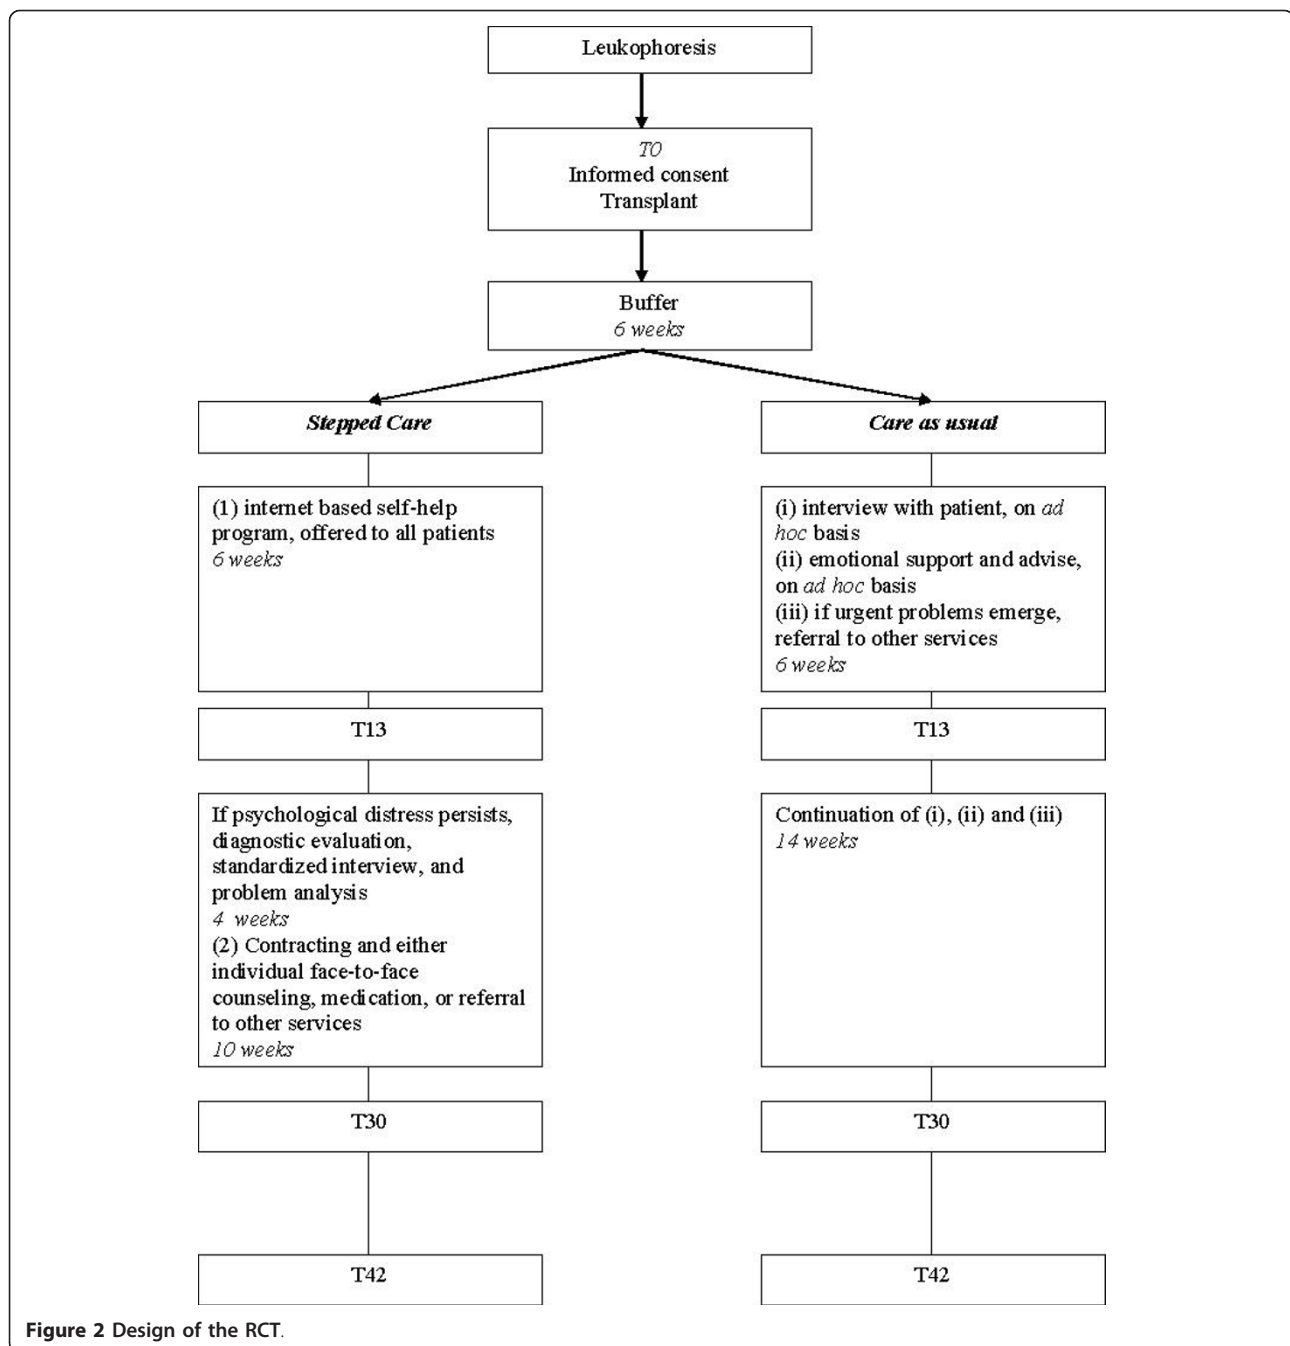 Leukophoresis
T0
Informed consent
Transplant
Buffer
6 weeks
Stepped Care
Care as usual
(1) internet based self-help
program, offered to all patients
6 weeks
(i) interview with patient, on ad
hoc basis
(ii) emotional support and advise,
on ad hoc basis
(iii) if urgent problems emerge,
referral to other services
6 weeks
T13
T13
If psychological distress persists,
diagnostic evaluation,
standardized interview, and
problem analysis
4 weeks
(2) Contracting and either
individual face-to-face
counseling, medication, or referral
to other services
10 weeks
Continuation of (i), (ii) and (iii)
14 weeks
T30
T30
T42
T42
Figure 2 Design of the RCT.